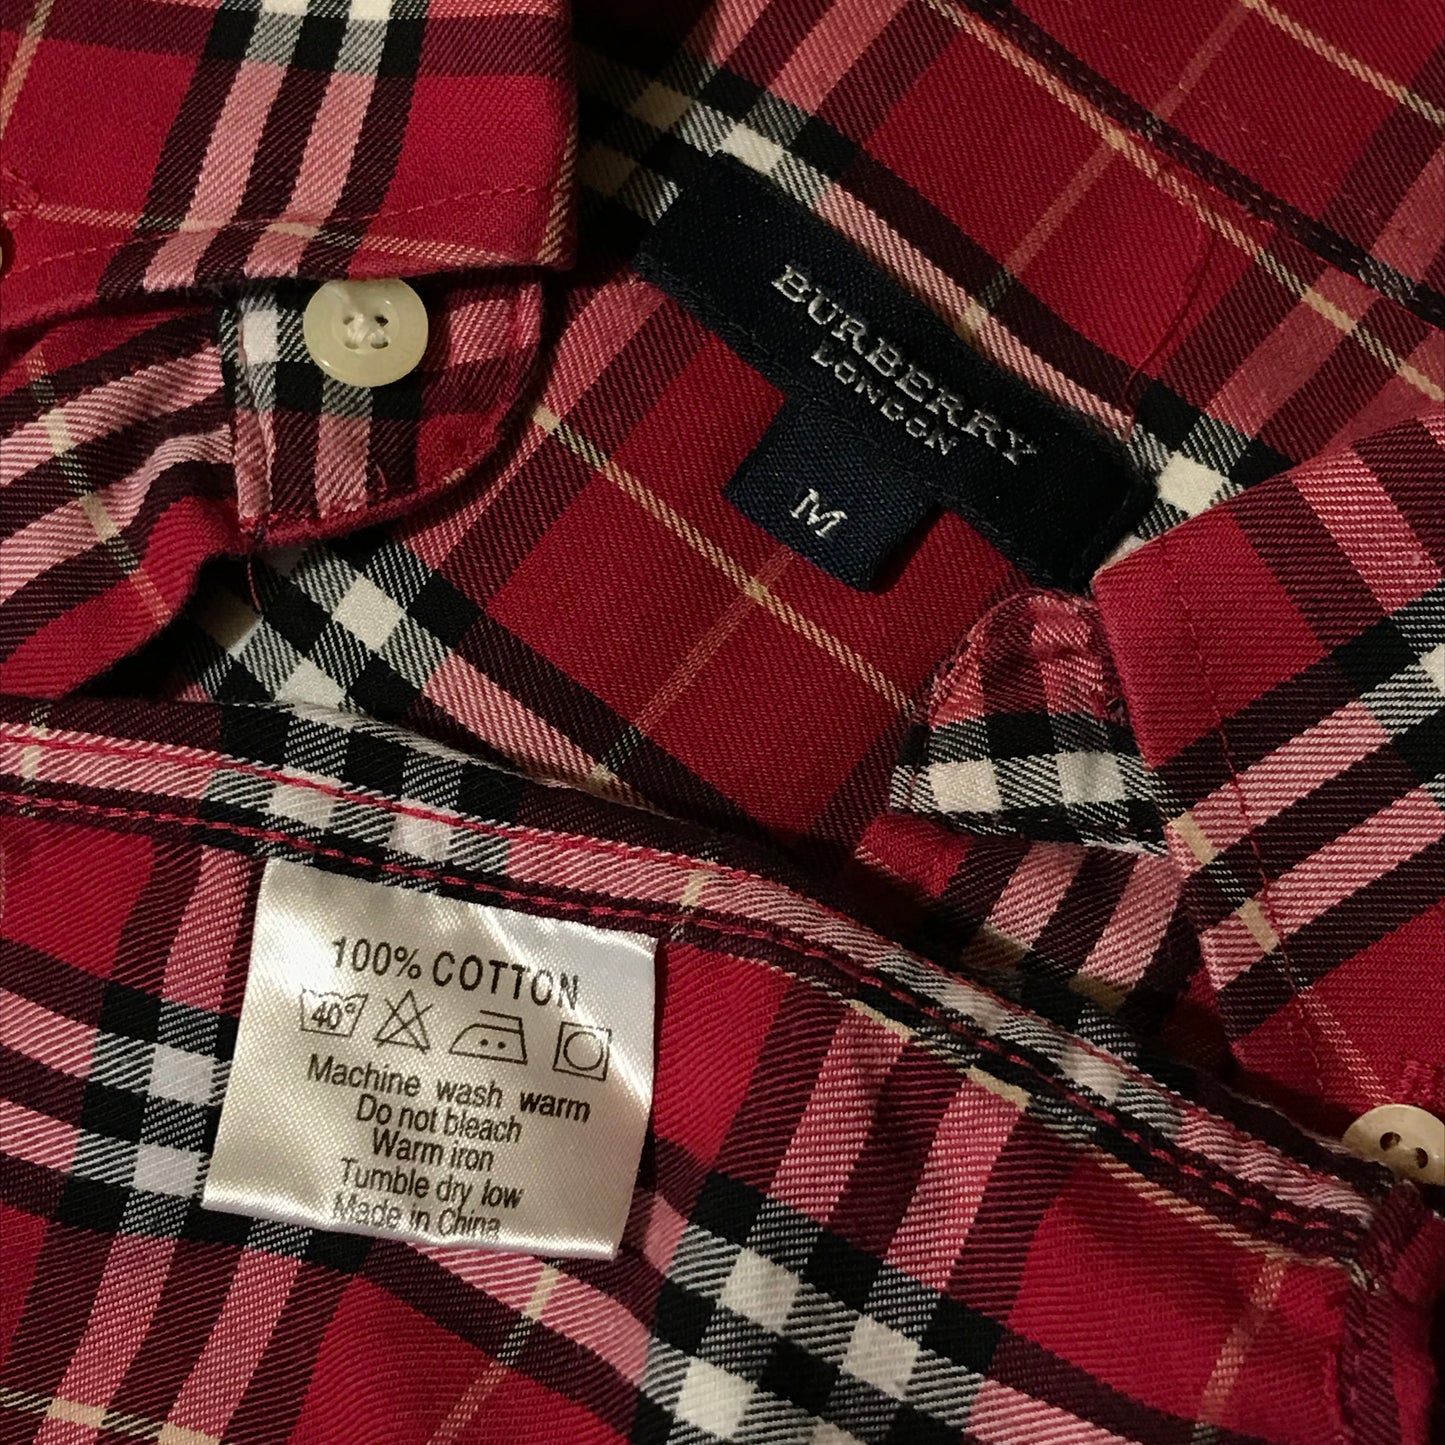 BURBERRY
LONDON
M
100% COTTON
40°
Machine wash warm
Do not bleach
Warm iron
Tumble dry low
Made in China